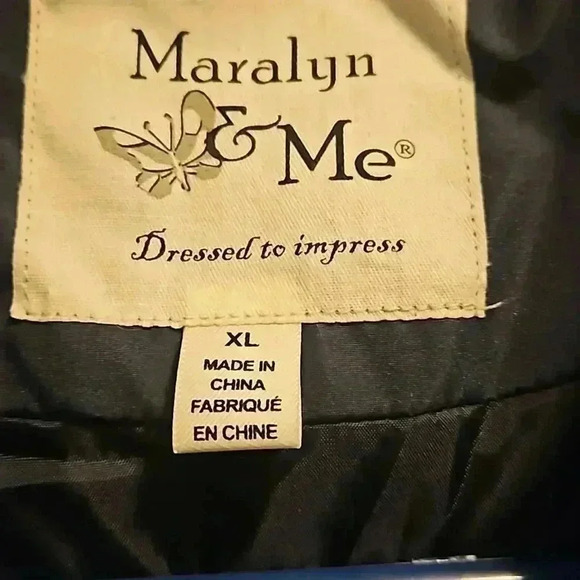 Maralyn
& Me®
Dressed to impress
XL
MADE IN
CHINA
FABRIQUÉ
EN CHINE